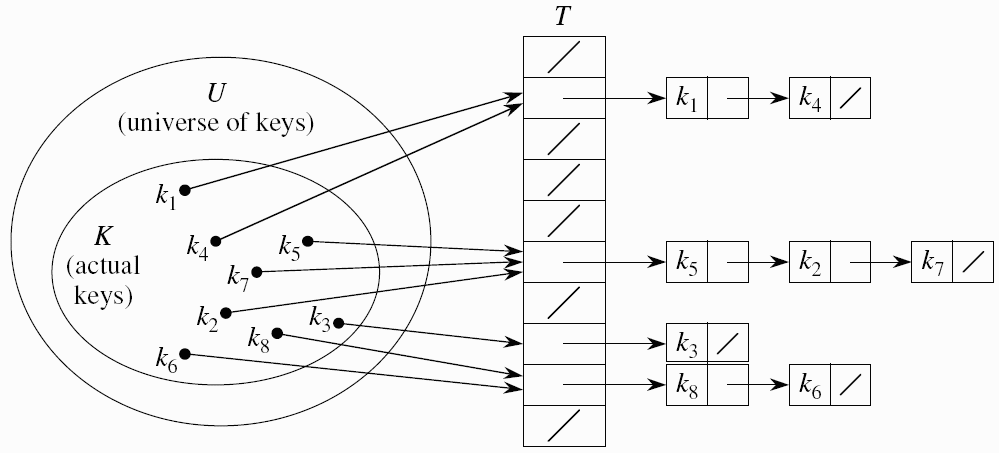 T
U
(universe of keys)
k₁ k₄
k₁
K
(actual
keys)
k₄ k₅
k₇
k₅ k₂ k₇
k₂
k₃
k₈
k₃
k₆
k₈ k₆